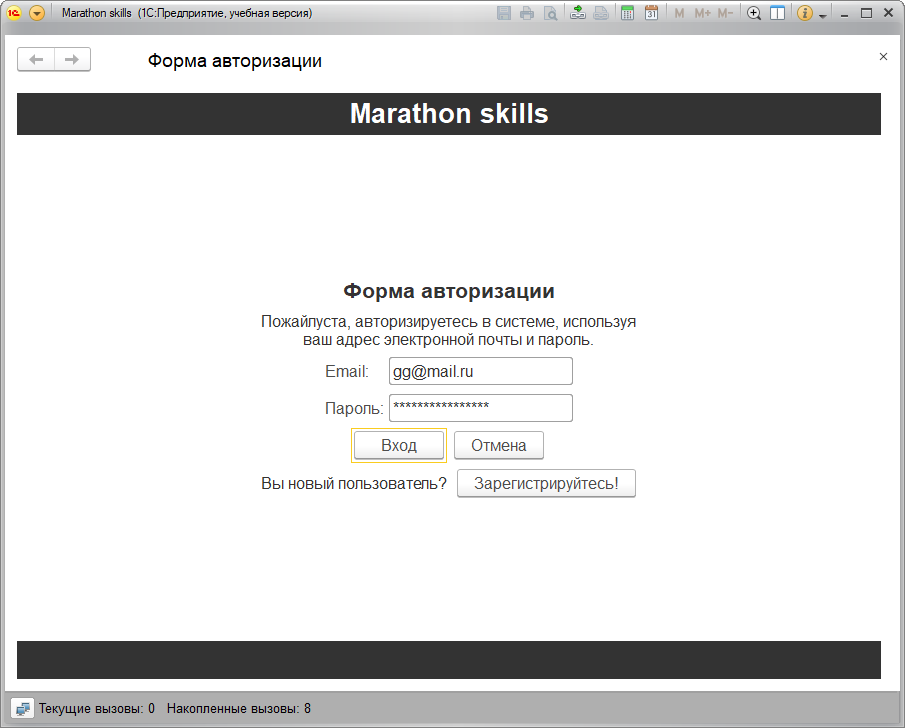 Marathon skills (1С:Предприятие, учебная версия)
31 M M+ M-
Форма авторизации
Marathon skills
Форма авторизации
Пожайлуста, авторизируетесь в системе, используя
ваш адрес электронной почты и пароль.
Email: gg@mail.ru
Пароль: ****************
Вход Отмена
Вы новый пользователь? Зарегистрируйтесь!
Текущие вызовы: 0 Накопленные вызовы: 8